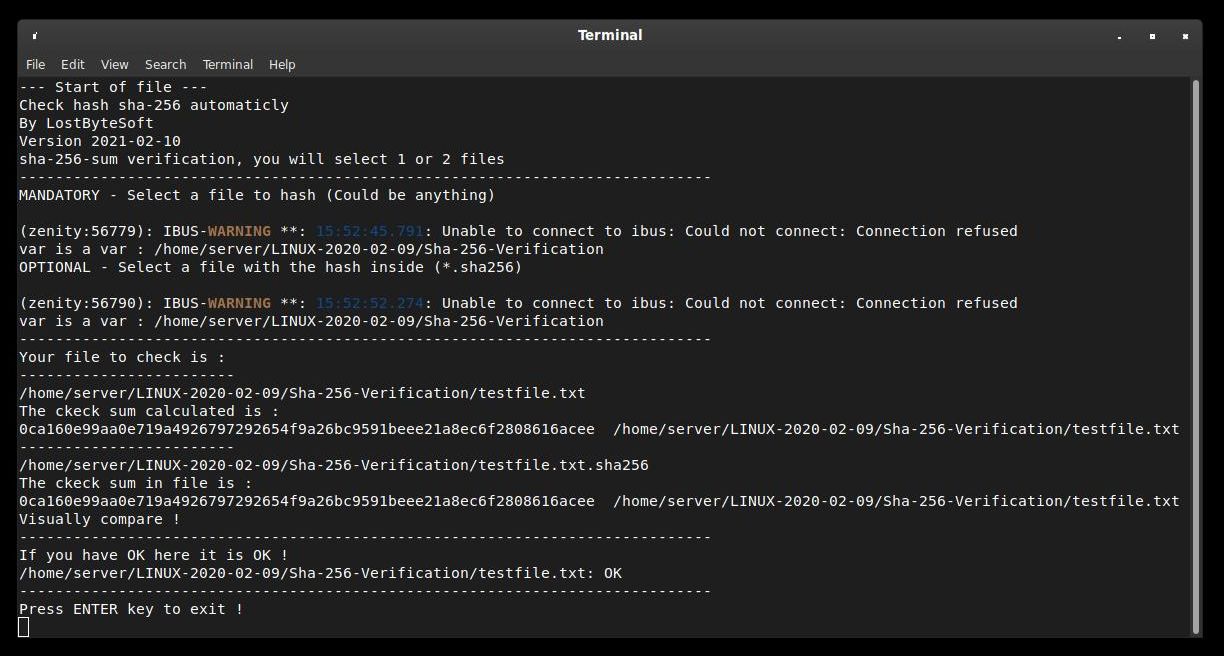 Terminal
File Edit View Search Terminal Help
--- Start of file ---
Check hash sha-256 automaticly
By LostByteSoft
Version 2021-02-10
sha-256-sum verification, you will select 1 or 2 files
-----------------------------------------------------------------------------
MANDATORY - Select a file to hash (Could be anything)
(zenity:56779): IBUS-WARNING **: 15:52:45.791: Unable to connect to ibus: Could not connect: Connection refused
var is a var : /home/server/LINUX-2020-02-09/Sha-256-Verification
OPTIONAL - Select a file with the hash inside (*.sha256)
(zenity:56790): IBUS-WARNING **: 15:52:52.274: Unable to connect to ibus: Could not connect: Connection refused
var is a var : /home/server/LINUX-2020-02-09/Sha-256-Verification
-----------------------------------------------------------------------------
Your file to check is :
------------------------
/home/server/LINUX-2020-02-09/Sha-256-Verification/testfile.txt
The ckeck sum calculated is :
0ca160e99aa0e719a4926797292654f9a26bc9591beee21a8ec6f2808616acee  /home/server/LINUX-2020-02-09/Sha-256-Verification/testfile.txt
------------------------
/home/server/LINUX-2020-02-09/Sha-256-Verification/testfile.txt.sha256
The ckeck sum in file is :
0ca160e99aa0e719a4926797292654f9a26bc9591beee21a8ec6f2808616acee  /home/server/LINUX-2020-02-09/Sha-256-Verification/testfile.txt
Visually compare !
-----------------------------------------------------------------------------
If you have OK here it is OK !
/home/server/LINUX-2020-02-09/Sha-256-Verification/testfile.txt: OK
-----------------------------------------------------------------------------
Press ENTER key to exit !